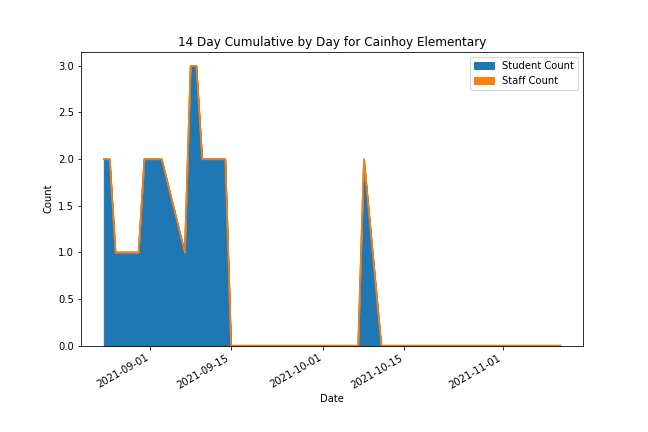 14 Day Cumulative by Day for Cainhoy Elementary
Student Count
Staff Count
3.0
2.5
2.0
1.5
1.0
0.5
0.0
Count
2021-09-01
2021-09-15
2021-10-01
2021-10-15
2021-11-01
Date